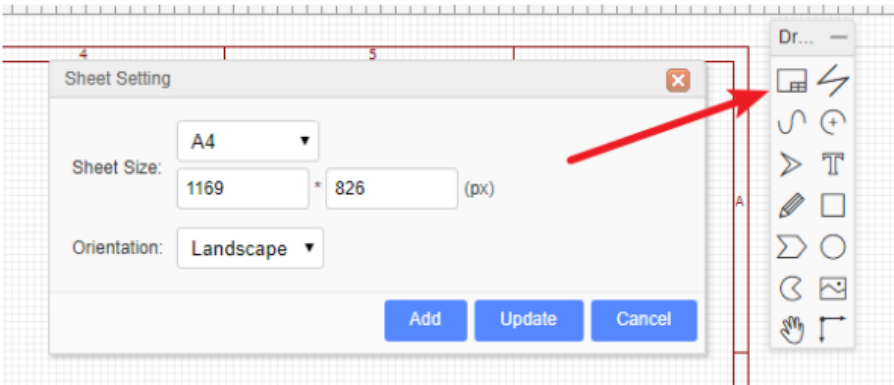 Dr...
4 5
Sheet Setting
A4
Sheet Size:
1169 * 826 (px)
A
Orientation: Landscape
Add Update Cancel
T